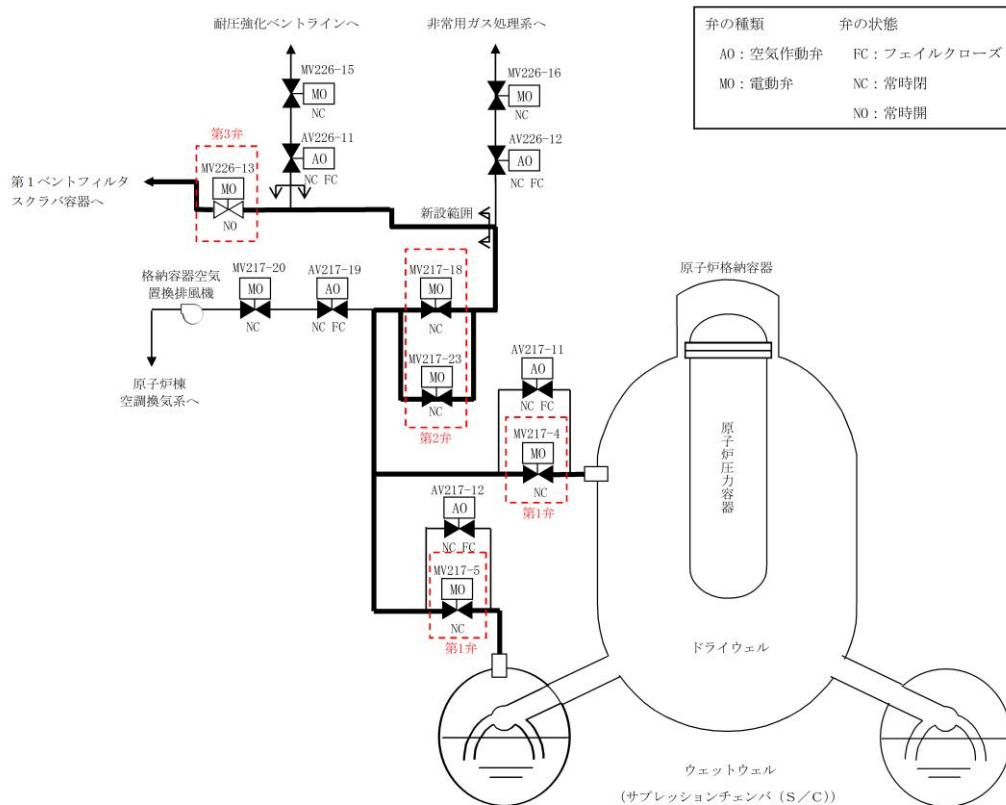 耐圧強化ベントラインへ
非常用ガス処理系へ
弁の種類 弁の状態
AO：空気作動弁 FC：フェイルクローズ
MO：電動弁 NC：常時閉
NO：常時開
MV226-15
MO
NC
MV226-16
MO
NC
AV226-11
AO
NC FC
AV226-12
AO
NC FC
第3弁
MV226-13
MO
NO
第１ベントフィルタ
スクラバ容器へ
新設範囲
格納容器空気
置換排風機
MV217-20
MO
NC
AV217-19
AO
NC FC
MV217-18
MO
NC
MV217-23
MO
NC
第2弁
原子炉棟
空調換気系へ
原子炉格納容器
AV217-11
AO
NC FC
MV217-4
MO
NC
第1弁
原子炉圧力容器
AV217-12
AO
NC FC
MV217-5
MO
NC
第1弁
ドライウェル
ウェットウェル
（サプレッションチェンバ（Ｓ／Ｃ））